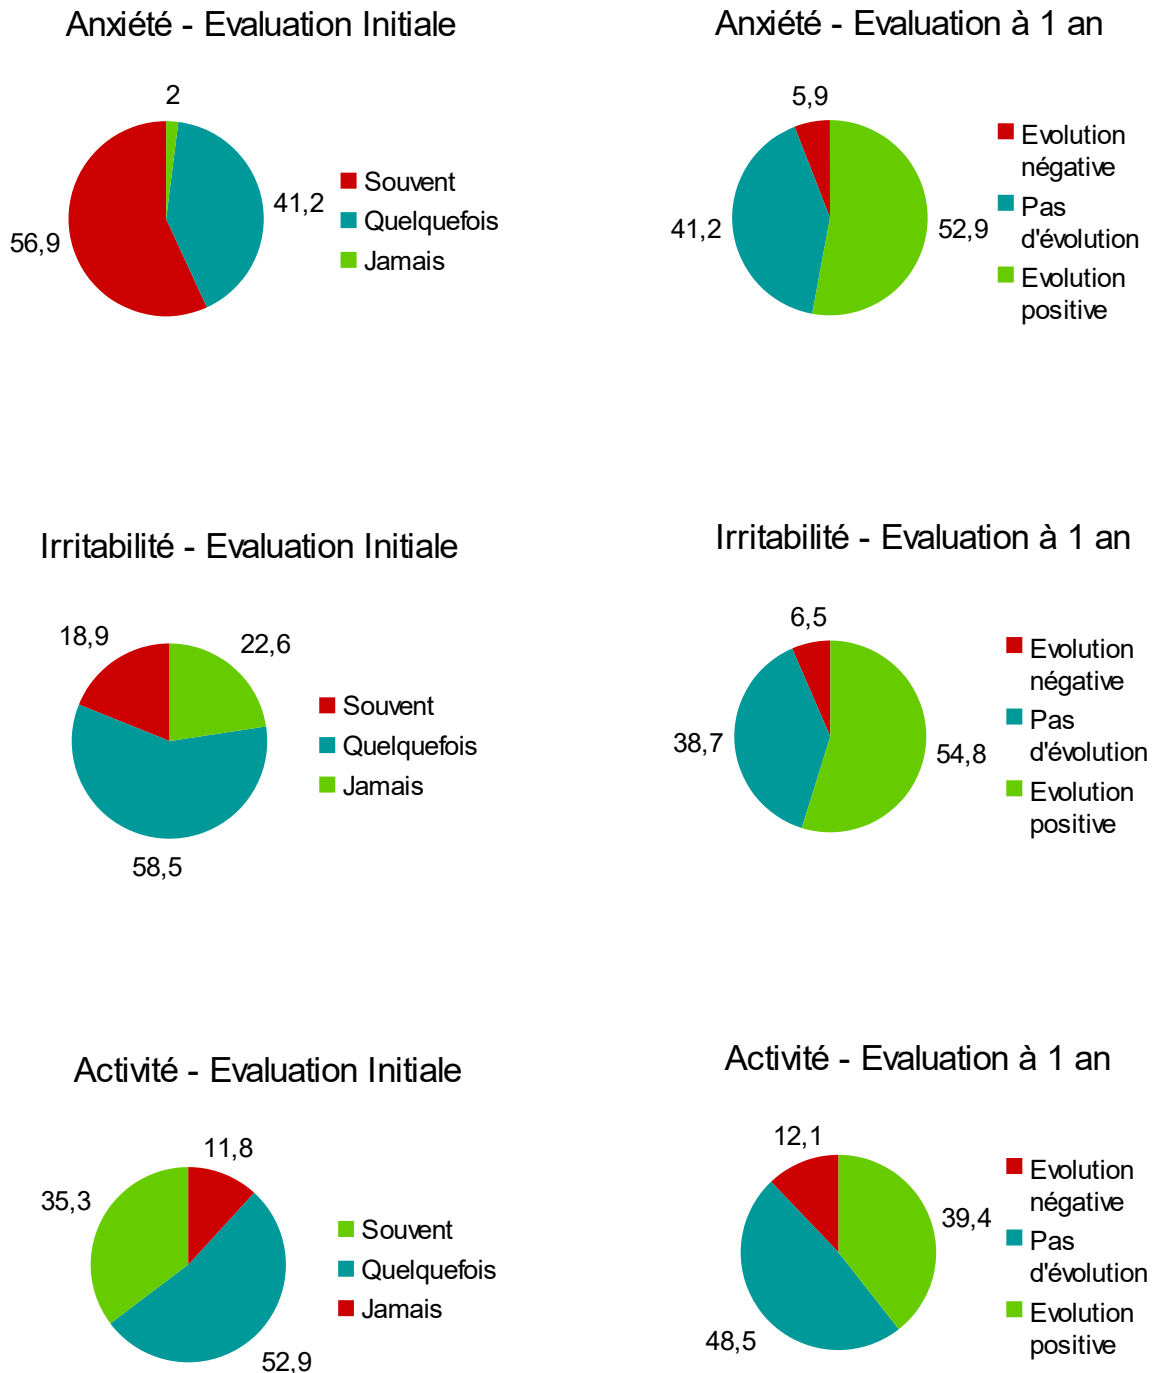 Anxiété - Evaluation Initiale
2
41,2
56,9
Souvent
Quelquefois
Jamais
Anxiété - Evaluation à 1 an
5,9
41,2
52,9
Evolution
négative
Pas
d'évolution
Evolution
positive
Irritabilité - Evaluation Initiale
18,9
22,6
58,5
Souvent
Quelquefois
Jamais
Irritabilité - Evaluation à 1 an
6,5
38,7
54,8
Evolution
négative
Pas
d'évolution
Evolution
positive
Activité - Evaluation Initiale
11,8
35,3
52,9
Souvent
Quelquefois
Jamais
Activité - Evaluation à 1 an
12,1
39,4
48,5
Evolution
négative
Pas
d'évolution
Evolution
positive